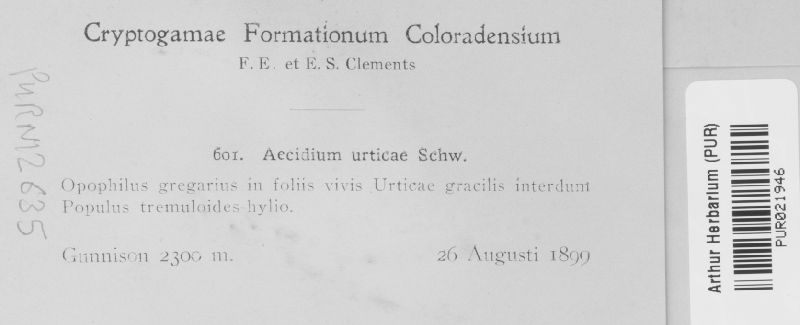 Cryptogamae Formationum Coloradensium
F. E. et E. S. Clements
601. Aecidium urticae Schw.
Opophilus gregarius in foliis vivis Urticae gracilis interdum
Populus tremuloides-hylio.
Gunnison 2300 m. 26 Augusti 1899
PURN2635
Arthur Herbarium (PUR)
PUR021946